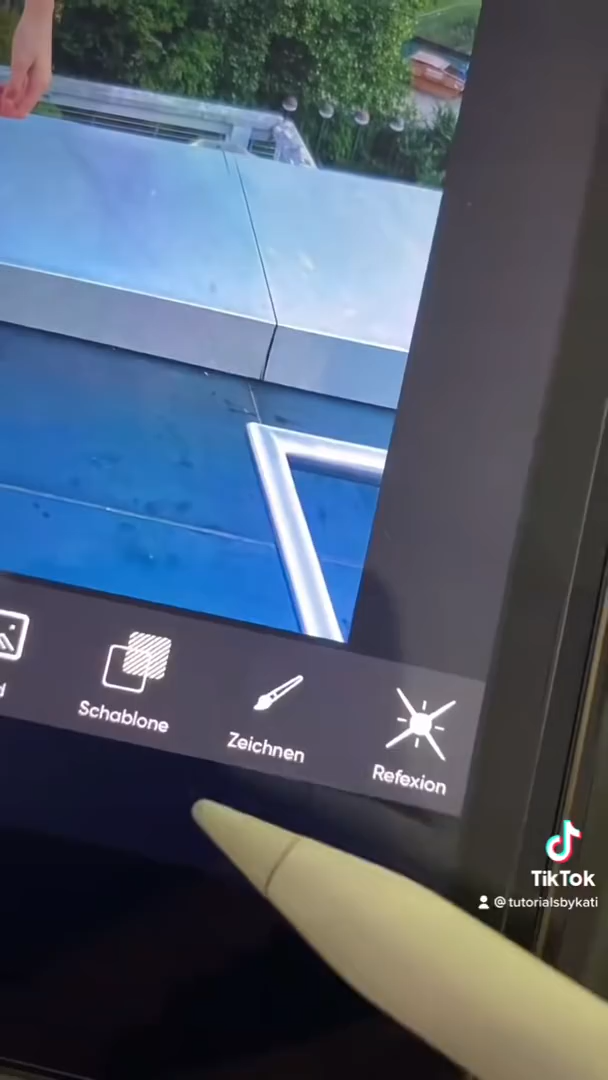 d
Schablone
Zeichnen
Refexion
TikTok
@tutorialsbykati